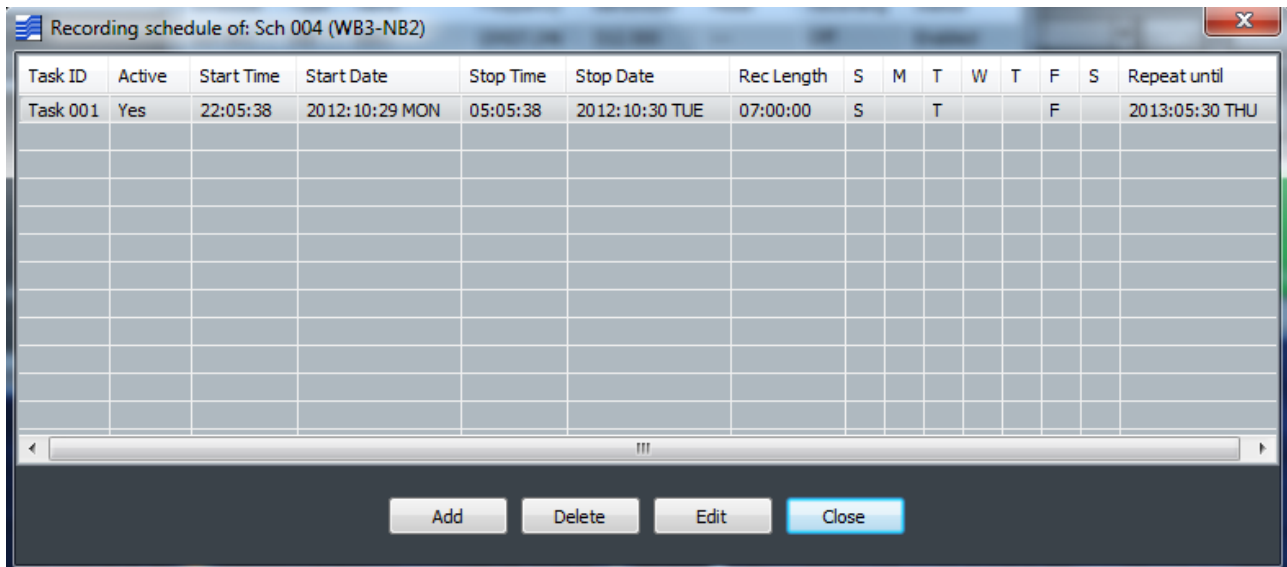 Recording schedule of: Sch 004 (WB3-NB2)
Task ID Active Start Time Start Date Stop Time Stop Date Rec Length S M T W T F S Repeat until
Task 001 Yes 22:05:38 2012:10:29 MON 05:05:38 2012:10:30 TUE 07:00:00 S T F 2013:05:30 THU
Add Delete Edit Close